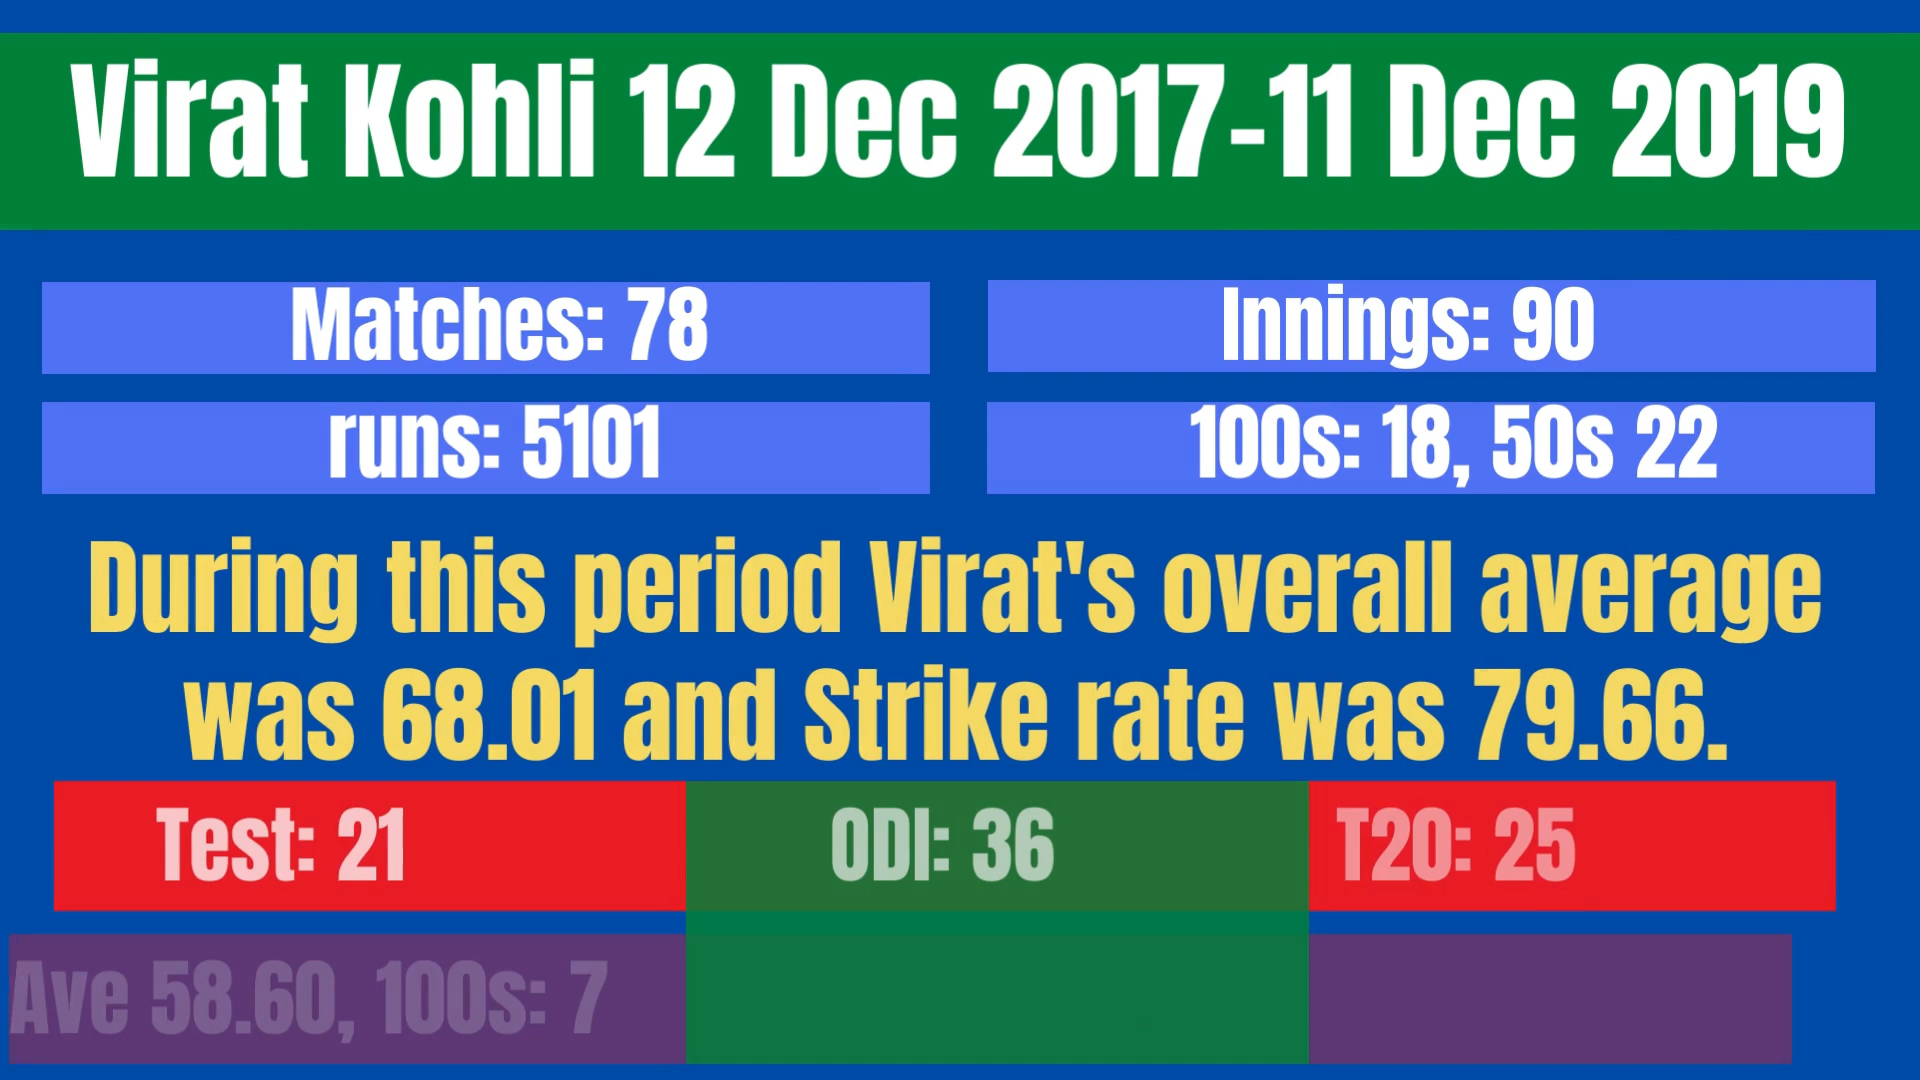 Virat Kohli 12 Dec 2017-11 Dec 2019
Matches: 78
Innings: 90
runs: 5101
100s: 18, 50s 22
During this period Virat's overall average
was 68.01 and Strike rate was 79.66.
Test: 21
ODI: 36
T20: 25
Ave 58.60, 100s: 7